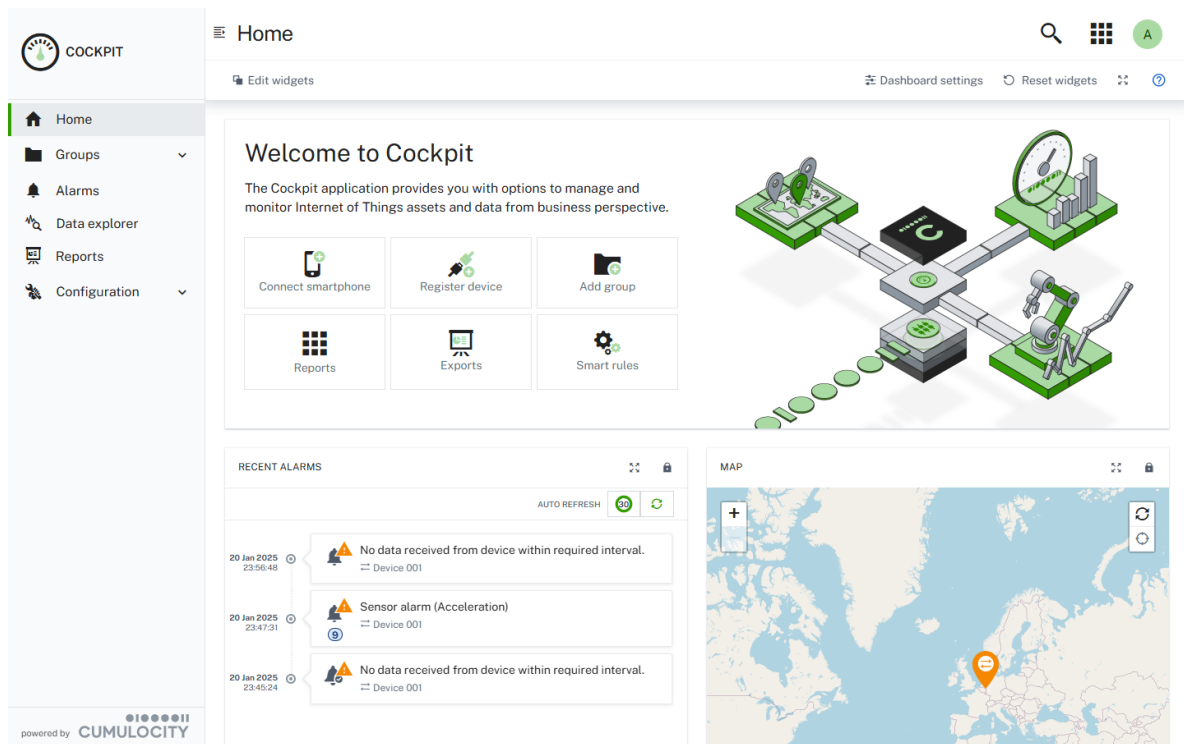 COCKPIT
Home
A
Edit widgets
Dashboard settings
Reset widgets
?
Home
Groups
Alarms
Data explorer
Reports
Configuration
Welcome to Cockpit
The Cockpit application provides you with options to manage and
monitor Internet of Things assets and data from business perspective.
Connect smartphone
Register device
Add group
Reports
Exports
Smart rules
RECENT ALARMS
AUTO REFRESH
30
20 Jan 2025
23:56:48
No data received from device within required interval.
Device 001
20 Jan 2025
23:47:31
Sensor alarm (Acceleration)
9
Device 001
20 Jan 2025
23:45:24
No data received from device within required interval.
Device 001
MAP
+
powered by CUMULOCITY